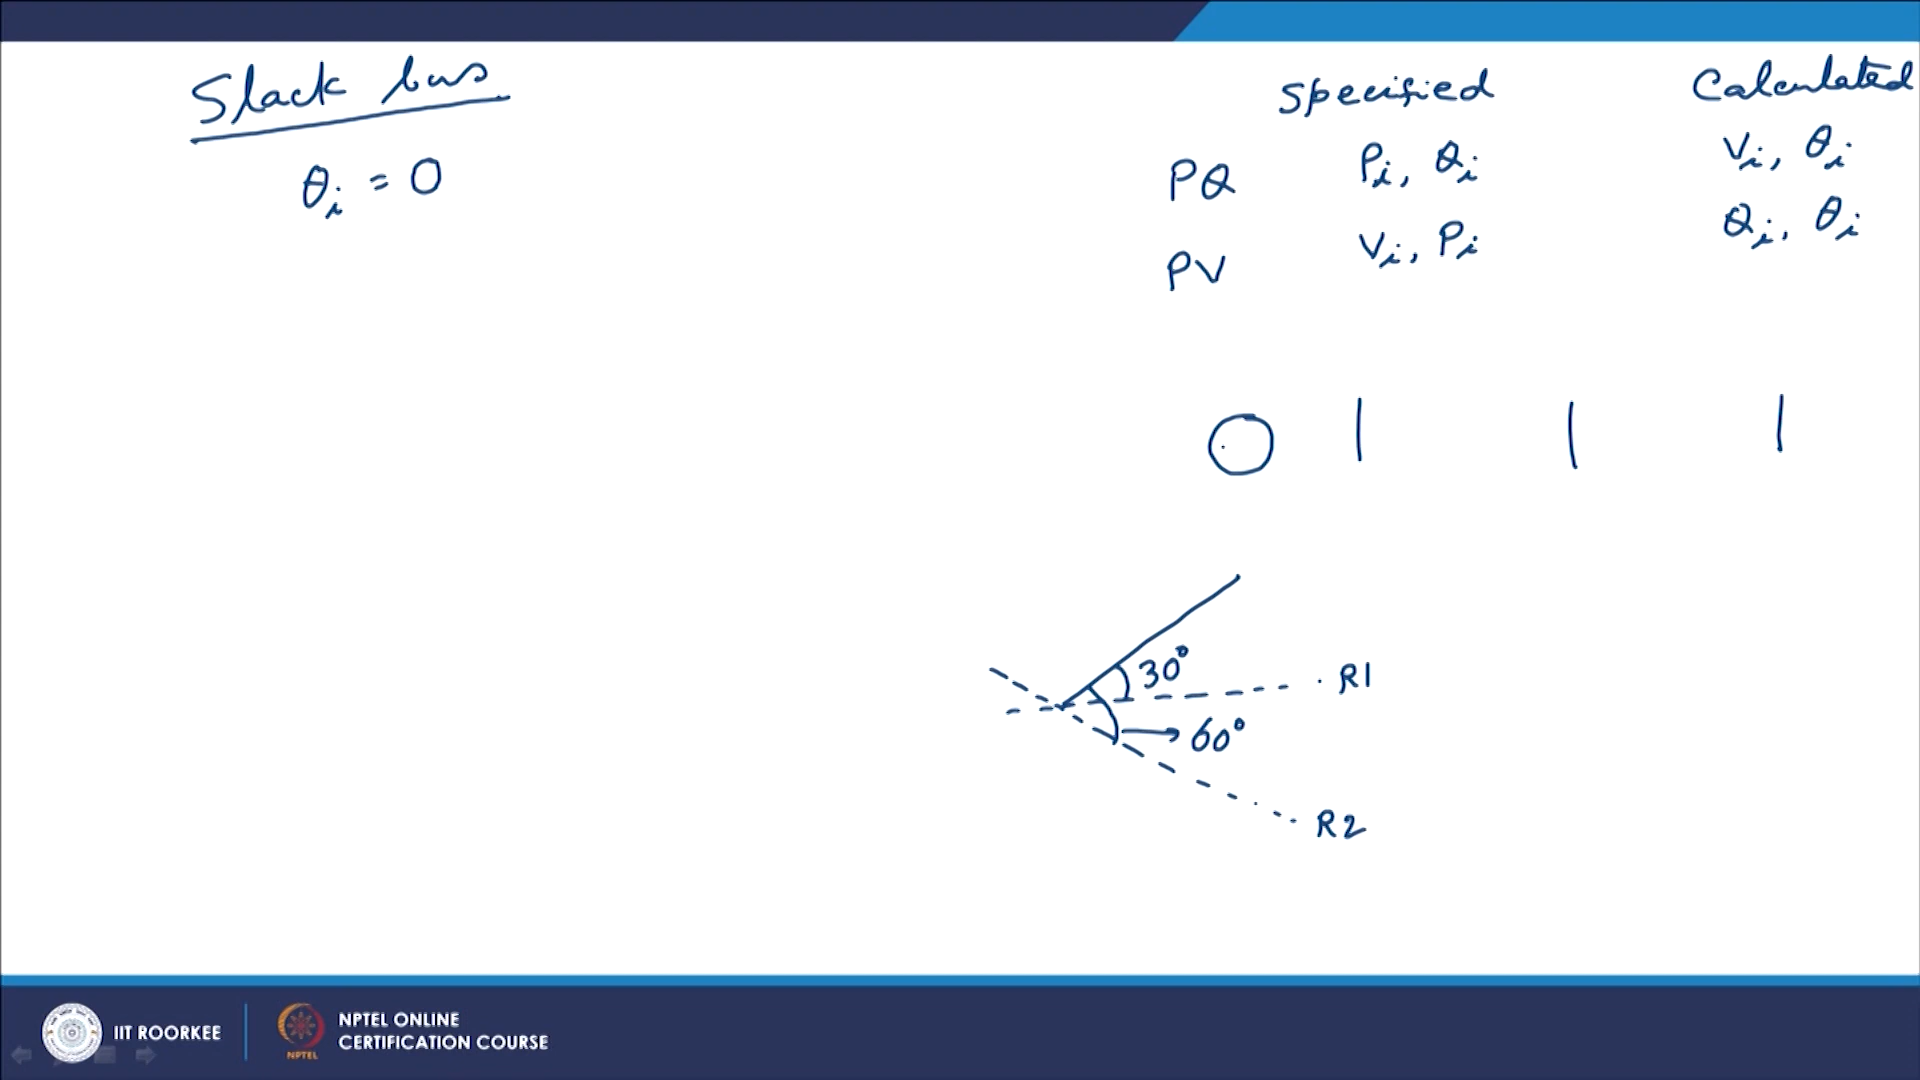 Slack bus
θi = 0
Specified Calculated
PQ Pi, Qi Vi, θi
PV Vi, Pi Qi, θi
30°
R1
60°
R2
IIT ROORKEE
NPTEL
NPTEL ONLINE
CERTIFICATION COURSE